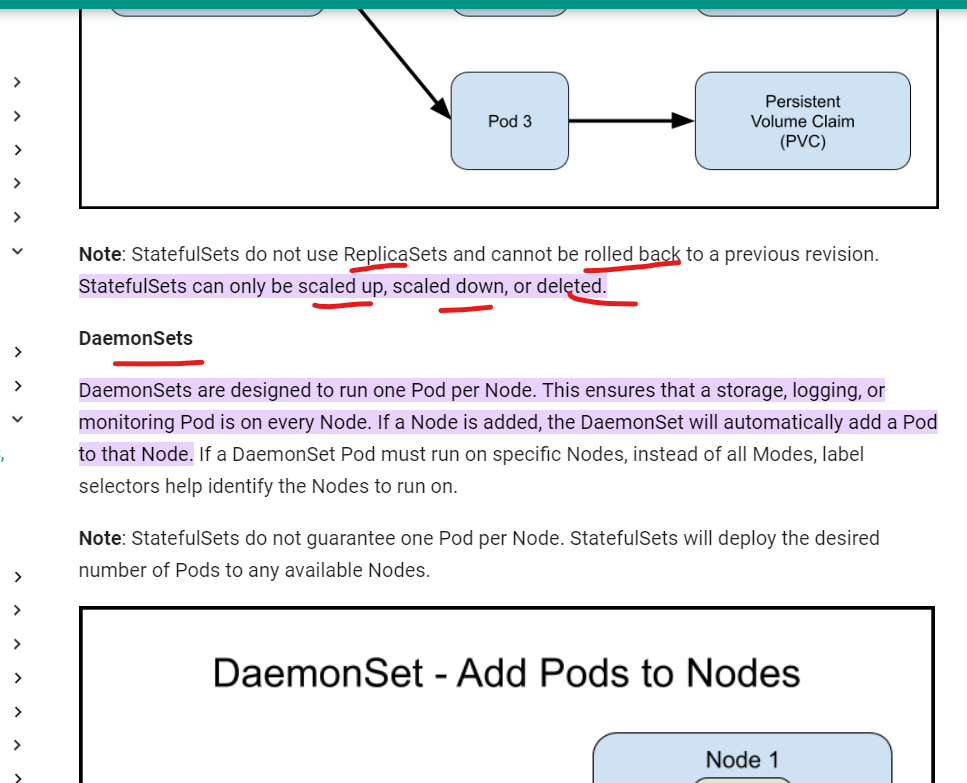 Pod 3
Persistent
Volume Claim
(PVC)
Note: StatefulSets do not use ReplicaSets and cannot be rolled back to a previous revision.
StatefulSets can only be scaled up, scaled down, or deleted.
DaemonSets
DaemonSets are designed to run one Pod per Node. This ensures that a storage, logging, or
monitoring Pod is on every Node. If a Node is added, the DaemonSet will automatically add a Pod
to that Node. If a DaemonSet Pod must run on specific Nodes, instead of all Modes, label
selectors help identify the Nodes to run on.
Note: StatefulSets do not guarantee one Pod per Node. StatefulSets will deploy the desired
number of Pods to any available Nodes.
DaemonSet - Add Pods to Nodes
Node 1